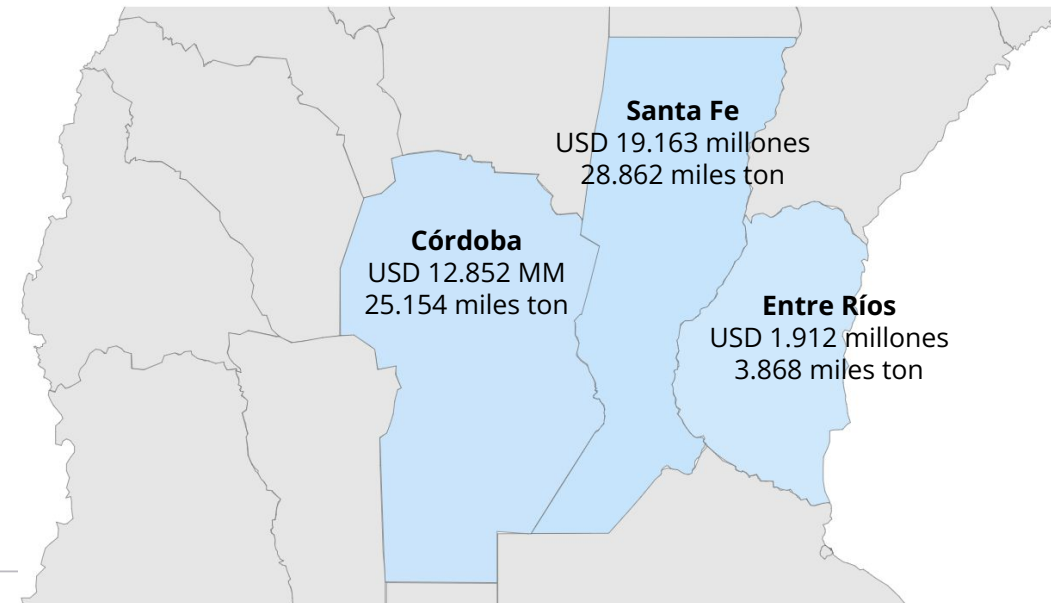 Santa Fe
USD 19.163 millones
28.862 miles ton
Córdoba
USD 12.852 MM
25.154 miles ton
Entre Ríos
USD 1.912 millones
3.868 miles ton